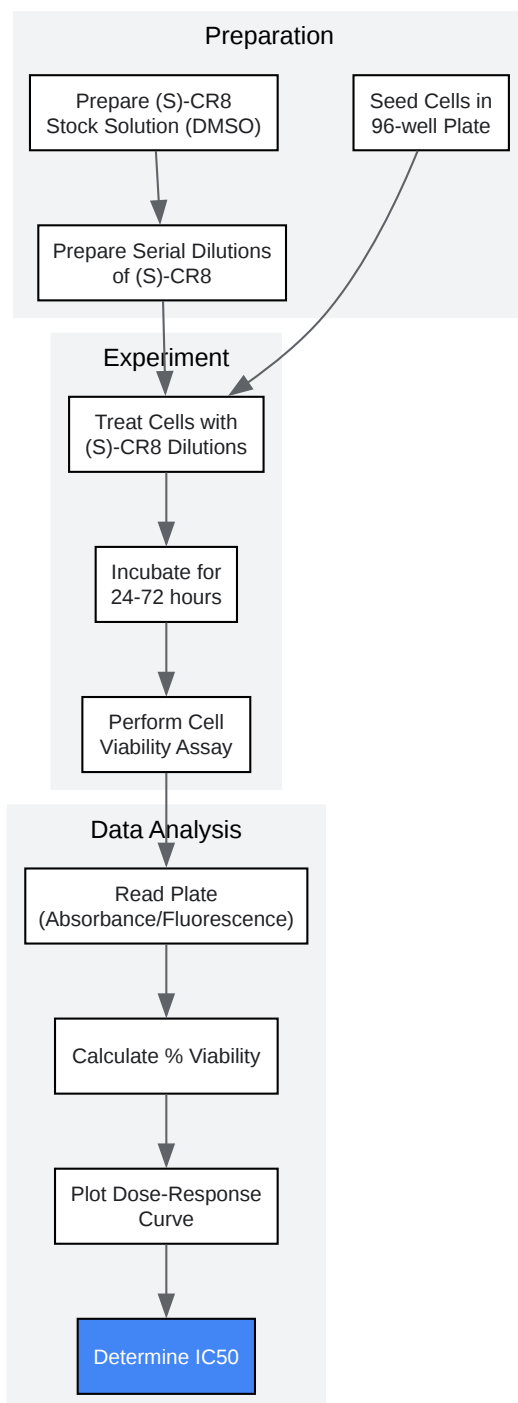 Preparation
Prepare (S)-CR8
Stock Solution (DMSO)
Seed Cells in
96-well Plate
Prepare Serial Dilutions
of (S)-CR8
Experiment
Treat Cells with
(S)-CR8 Dilutions
Incubate for
24-72 hours
Perform Cell
Viability Assay
Data Analysis
Read Plate
(Absorbance/Fluorescence)
Calculate % Viability
Plot Dose-Response
Curve
Determine IC50